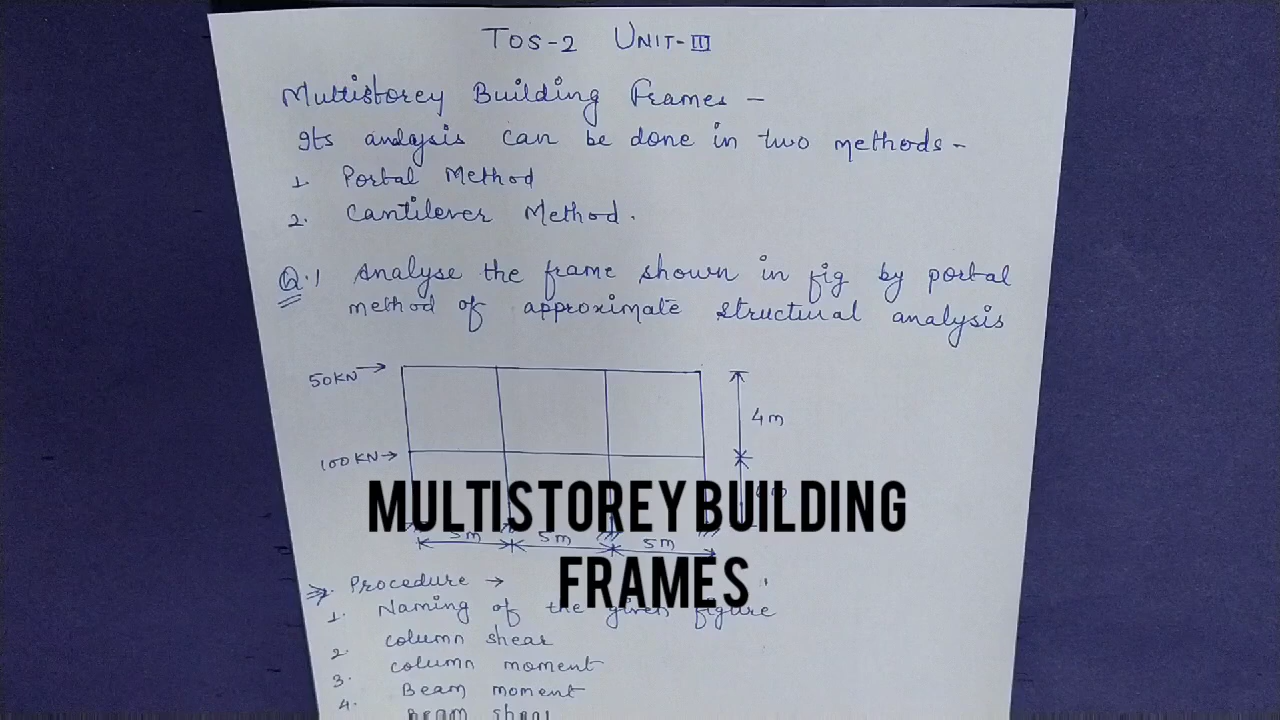 TOS-2 UNIT-III
Multistorey Building Frames -
Its analysis can be done in two methods -
1. Portal Method
2. Cantilever Method.
Q.1 Analyse the frame shown in fig by portal
method of approximate structural analysis
50KN
4m
100KN
MULTISTOREY BUILDING
5m 5m 5m
FRAMES
Procedure →
1. Naming of the given figure
2. column shear
3. column moment
4. Beam moment
Beam shear